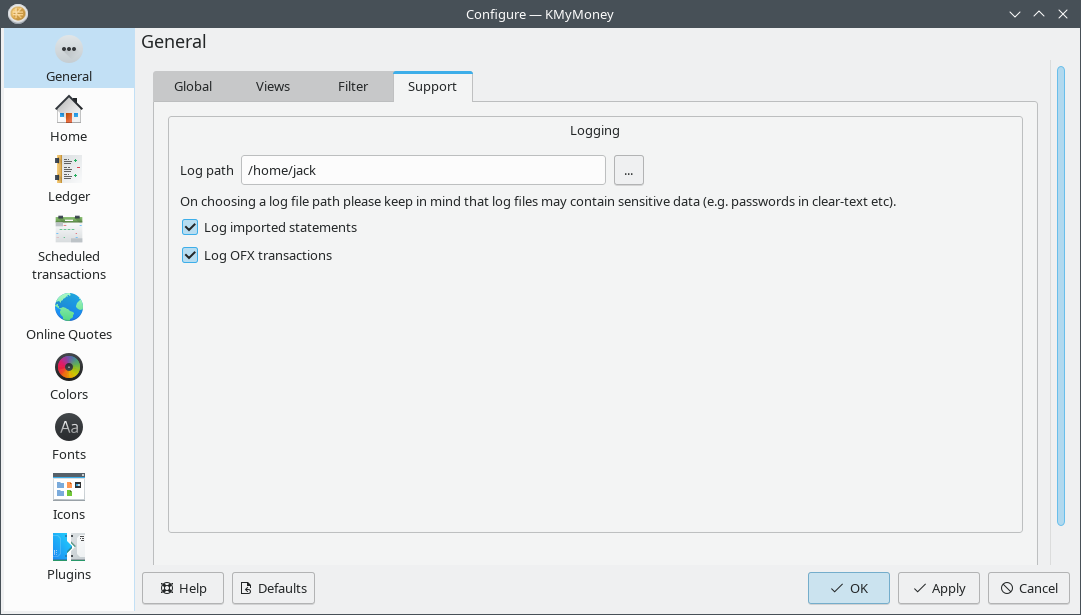 Configure — KMyMoney
General
Home
Ledger
Scheduled
transactions
Online Quotes
Colors
Aa
Fonts
Icons
Plugins
General
Global
Views
Filter
Support
Logging
Log path
/home/jack
...
On choosing a log file path please keep in mind that log files may contain sensitive data (e.g. passwords in clear-text etc).
Log imported statements
Log OFX transactions
Help
Defaults
OK
Apply
Cancel